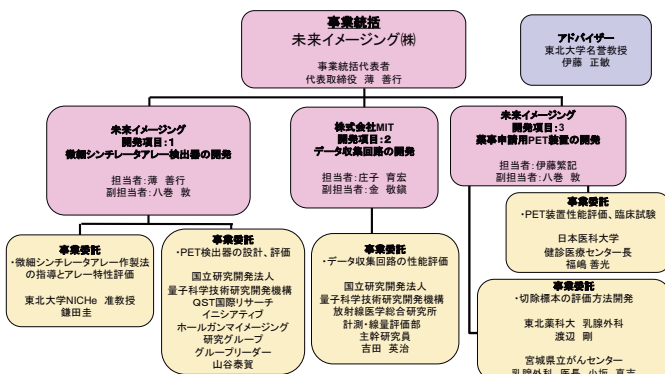 事業統括
未来イメージング㈱
事業統括代表者
代表取締役 薄 善行
アドバイザー
東北大学名誉教授
伊藤 正敏
未来イメージング
開発項目:1
微細シンチレータアレー検出器の開発
担当者:薄 善行
副担当者:八巻 敦
株式会社MIT
開発項目:2
データ収集回路の開発
担当者:庄子 育宏
副担当者:金 敬鎭
未来イメージング
開発項目:3
薬事申請用PET装置の開発
担当者:伊藤繁記
副担当者:八巻 敦
事業委託
・微細シンチレータアレー作製法
の指導とアレー特性評価
東北大学NICHe 准教授
鎌田圭
事業委託
・PET検出器の設計、評価
国立研究開発法人
量子科学技術研究開発機構
QST国際リサーチ
イニシアティブ
ホールガンマイメージング
研究グループ
グループリーダー
山谷泰賀
事業委託
・データ収集回路の性能評価
国立研究開発法人
量子科学技術研究開発機構
放射線医学総合研究所
計測・線量評価部
主幹研究員
吉田 英治
事業委託
・PET装置性能評価、臨床試験
日本医科大学
健診医療センター長
福嶋 善光
事業委託
・切除標本の評価方法開発
東北薬科大 乳腺外科
渡辺 剛
宮城県立がんセンター
乳腺外科 医長 小坂 真吉